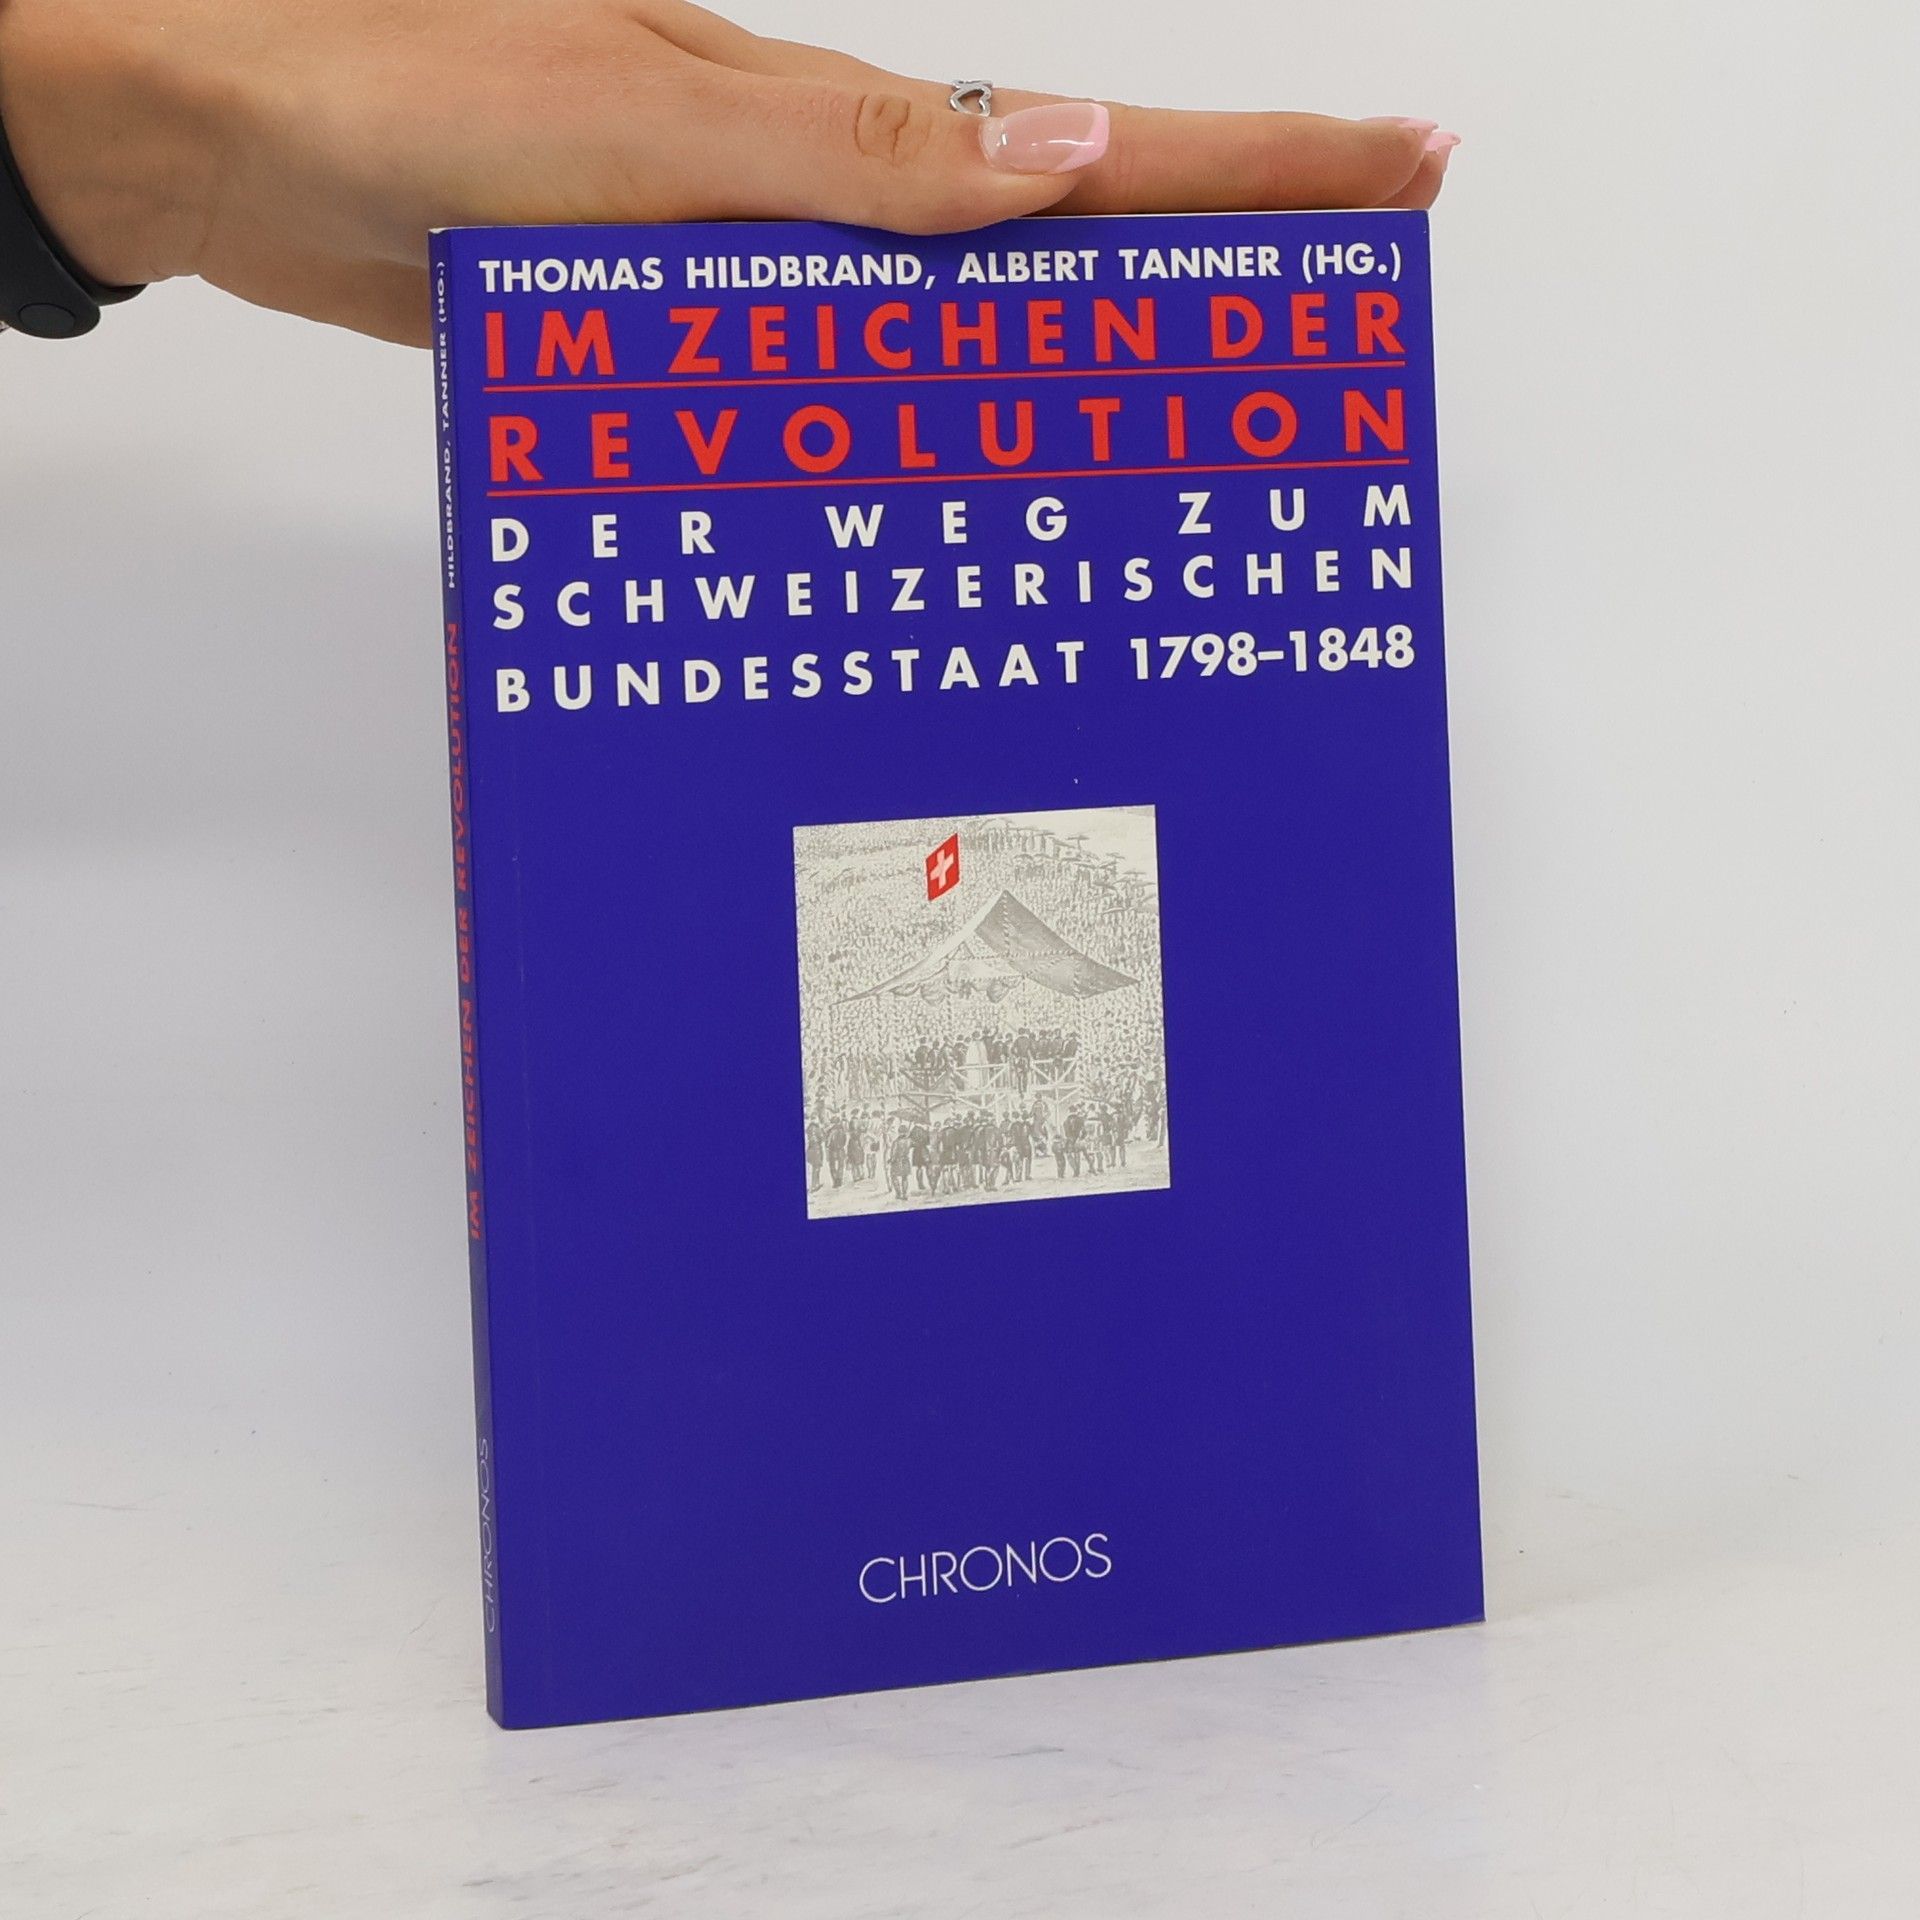 THOMAS HILDBRAND, ALBERT TANNER (HG.)
IM ZEICHEN DER
REVOLUTION
DER WEG ZUM
SCHWEIZERISCHEN
BUNDESSTAAT 1798–1848
CHRONOS
HILDBRAND, TANNER (HG.)
IM ZEICHEN DER REVOLUTION
CHRONOS